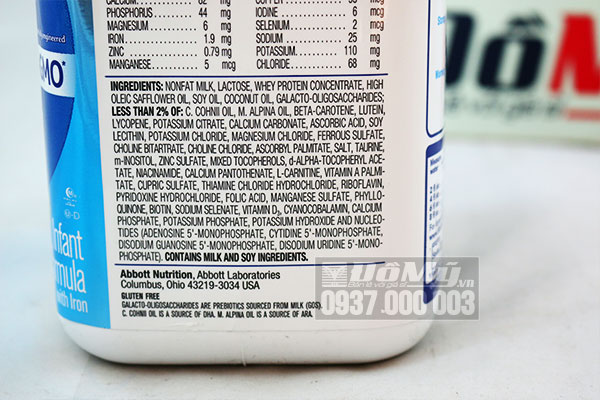 CALCIUM 82 mg COPPER
PHOSPHORUS 44 mg IODINE 6 mcg
MAGNESIUM 6 mg SELENIUM 2 mcg
IRON 1.9 mg SODIUM 25 mg
ZINC 0.79 mg POTASSIUM 110 mg
MANGANESE 5 mcg CHLORIDE 68 mg
INGREDIENTS: NONFAT MILK, LACTOSE, WHEY PROTEIN CONCENTRATE, HIGH
OLEIC SAFFLOWER OIL, SOY OIL, COCONUT OIL, GALACTO-OLIGOSACCHARIDES;
LESS THAN 2% OF: C. COHNII OIL, M. ALPINA OIL, BETA-CAROTENE, LUTEIN,
LYCOPENE, POTASSIUM CITRATE, CALCIUM CARBONATE, ASCORBIC ACID, SOY
LECITHIN, POTASSIUM CHLORIDE, MAGNESIUM CHLORIDE, FERROUS SULFATE,
CHOLINE BITARTRATE, CHOLINE CHLORIDE, ASCORBYL PALMITATE, SALT, TAURINE,
m-INOSITOL, ZINC SULFATE, MIXED TOCOPHEROLS, d-ALPHA-TOCOPHERYL ACE-
TATE, NIACINAMIDE, CALCIUM PANTOTHENATE, L-CARNITINE, VITAMIN A PALMI-
TATE, CUPRIC SULFATE, THIAMINE CHLORIDE HYDROCHLORIDE, RIBOFLAVIN,
PYRIDOXINE HYDROCHLORIDE, FOLIC ACID, MANGANESE SULFATE, PHYLLO-
QUINONE, BIOTIN, SODIUM SELENATE, VITAMIN D₃, CYANOCOBALAMIN, CALCIUM
PHOSPHATE, POTASSIUM PHOSPHATE, POTASSIUM HYDROXIDE AND NUCLEO-
TIDES (ADENOSINE 5'-MONOPHOSPHATE, CYTIDINE 5'-MONOPHOSPHATE,
DISODIUM GUANOSINE 5'-MONOPHOSPHATE, DISODIUM URIDINE 5'-MONO-
PHOSPHATE). CONTAINS MILK AND SOY INGREDIENTS.
Abbott Nutrition, Abbott Laboratories
Columbus, Ohio 43219-3034 USA
GLUTEN FREE
GALACTO-OLIGOSACCHARIDES ARE PREBIOTICS SOURCED FROM MILK (GOS).
C. COHNII OIL IS A SOURCE OF DHA. M. ALPINA OIL IS A SOURCE OF ARA.
GMO*
Infant
with Iron
0937 000 003